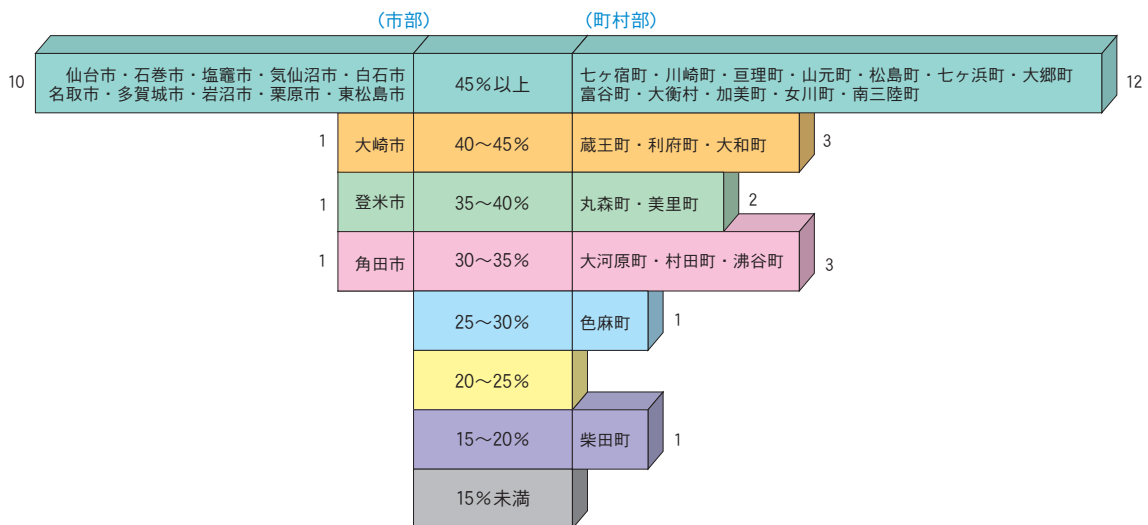 （市部）
（町村部）
10
仙台市・石巻市・塩竈市・気仙沼市・白石市
名取市・多賀城市・岩沼市・栗原市・東松島市
45％以上
七ヶ宿町・川崎町・亘理町・山元町・松島町・七ヶ浜町・大郷町
富谷町・大衡村・加美町・女川町・南三陸町
12
1
大崎市
40～45％
蔵王町・利府町・大和町
3
1
登米市
35～40％
丸森町・美里町
2
1
角田市
30～35％
大河原町・村田町・涌谷町
3
25～30％
色麻町
1
20～25％
15～20％
柴田町
1
15％未満